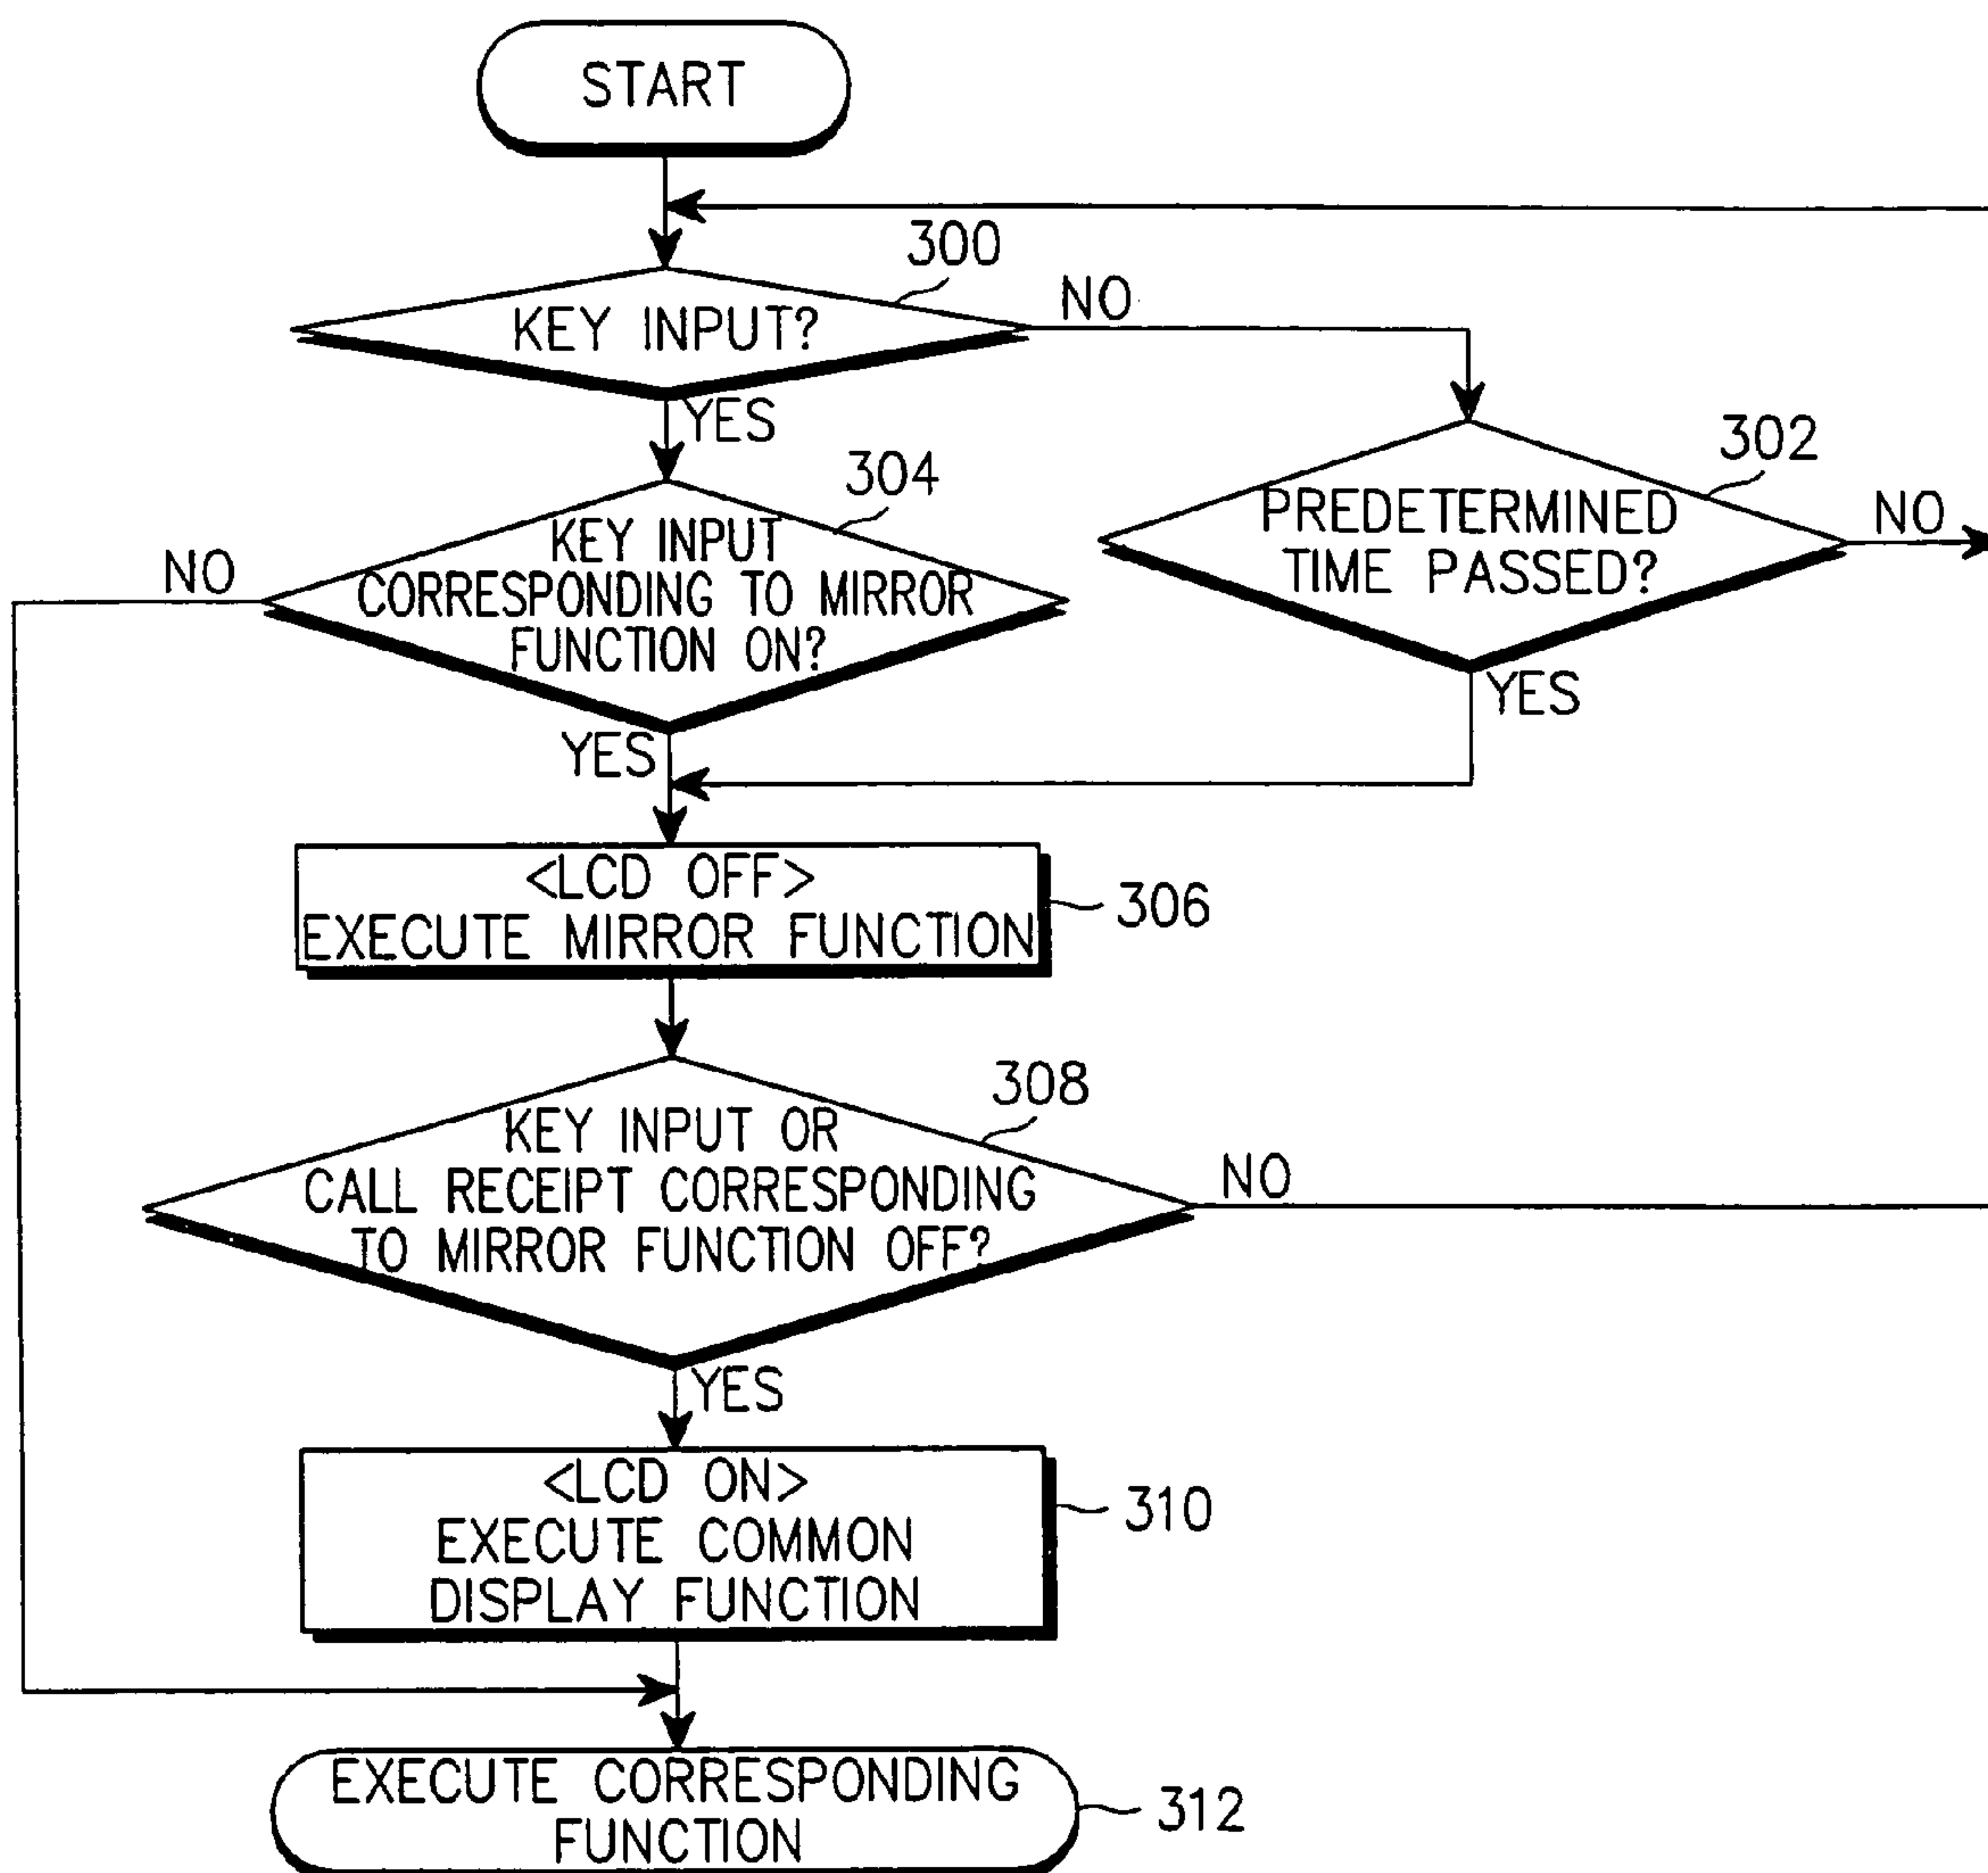 START
300
KEY INPUT?
NO
YES
302
PREDETERMINED
TIME PASSED?
NO
YES
304
KEY INPUT
CORRESPONDING TO MIRROR
FUNCTION ON?
NO
YES
<LCD OFF>
EXECUTE MIRROR FUNCTION
306
308
KEY INPUT OR
CALL RECEIPT CORRESPONDING
TO MIRROR FUNCTION OFF?
NO
YES
<LCD ON>
EXECUTE COMMON
DISPLAY FUNCTION
310
EXECUTE CORRESPONDING
FUNCTION
312